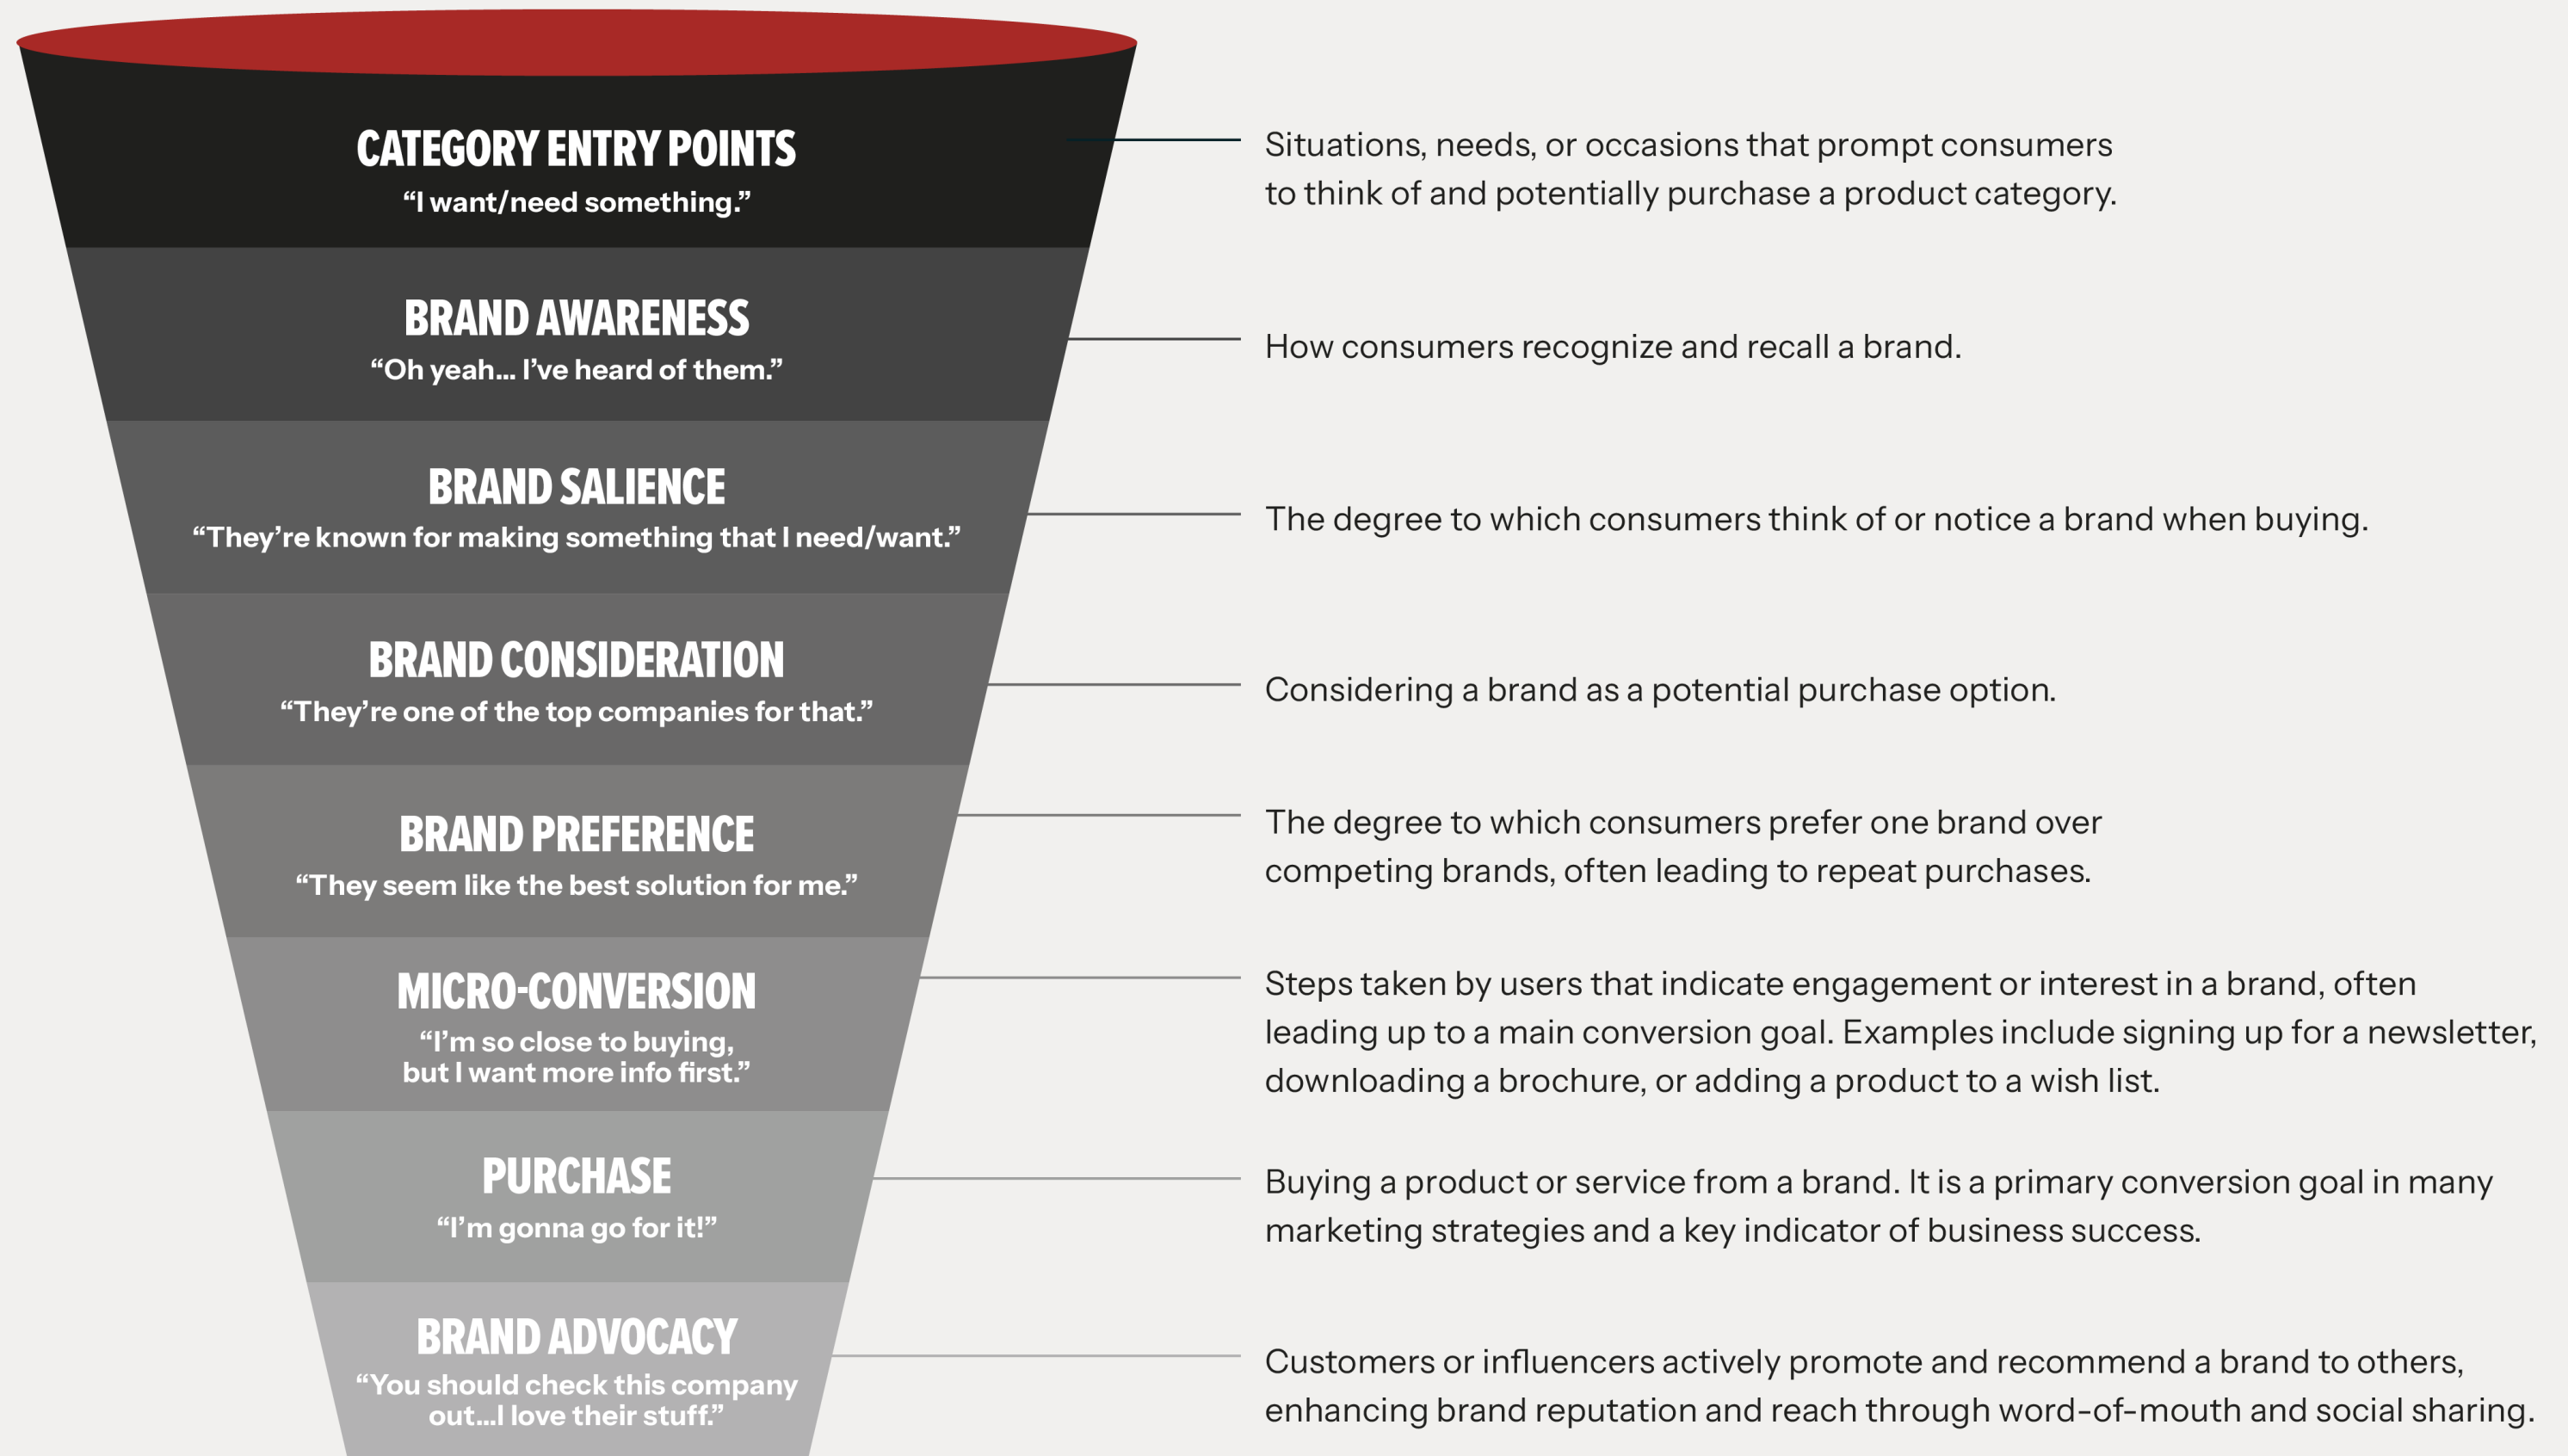 CATEGORY ENTRY POINTS
“I want/need something.”
Situations, needs, or occasions that prompt consumers
to think of and potentially purchase a product category.
BRAND AWARENESS
“Oh yeah... I’ve heard of them.”
How consumers recognize and recall a brand.
BRAND SALIENCE
“They’re known for making something that I need/want.”
The degree to which consumers think of or notice a brand when buying.
BRAND CONSIDERATION
“They’re one of the top companies for that.”
Considering a brand as a potential purchase option.
BRAND PREFERENCE
“They seem like the best solution for me.”
The degree to which consumers prefer one brand over
competing brands, often leading to repeat purchases.
MICRO-CONVERSION
“I’m so close to buying,
but I want more info first.”
Steps taken by users that indicate engagement or interest in a brand, often
leading up to a main conversion goal. Examples include signing up for a newsletter,
downloading a brochure, or adding a product to a wish list.
PURCHASE
“I’m gonna go for it!”
Buying a product or service from a brand. It is a primary conversion goal in many
marketing strategies and a key indicator of business success.
BRAND ADVOCACY
“You should check this company
out...I love their stuff.”
Customers or influencers actively promote and recommend a brand to others,
enhancing brand reputation and reach through word-of-mouth and social sharing.